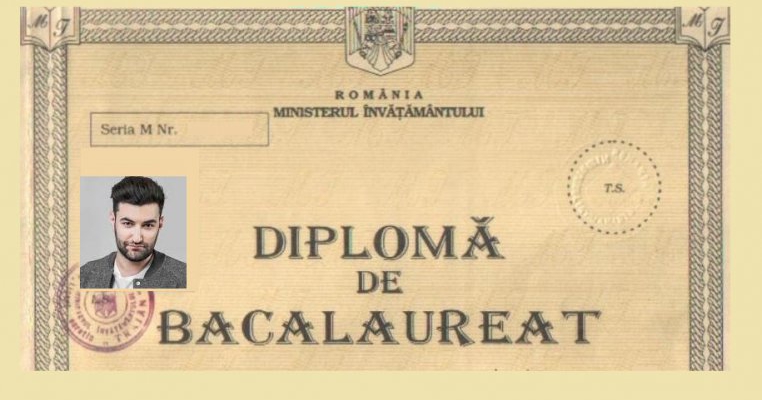 M Î
M Î
ROMÂNIA
MINISTERUL ÎNVĂȚĂMÂNTULUI
Seria M Nr.
T.S.
DIPLOMĂ
DE
BACALAUREAT